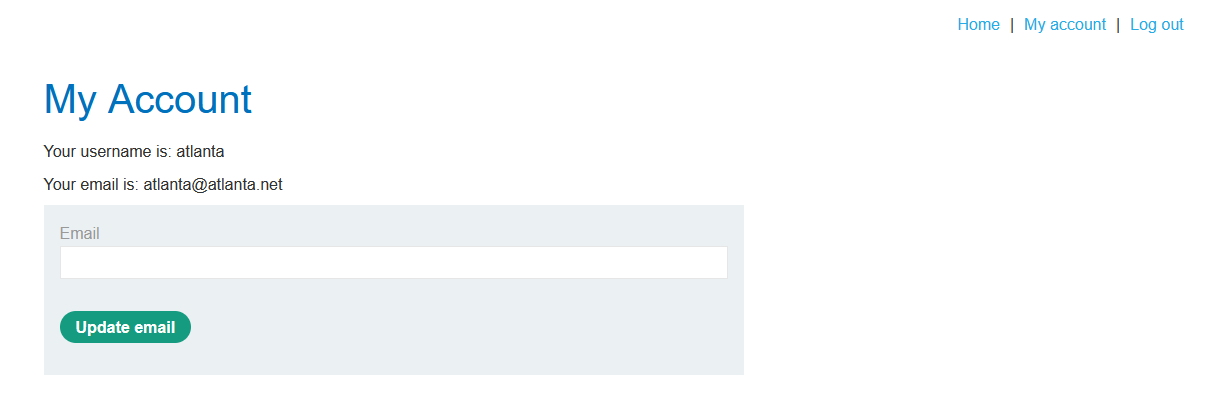 Home | My account | Log out
My Account
Your username is: atlanta
Your email is: atlanta@atlanta.net
Email
Update email